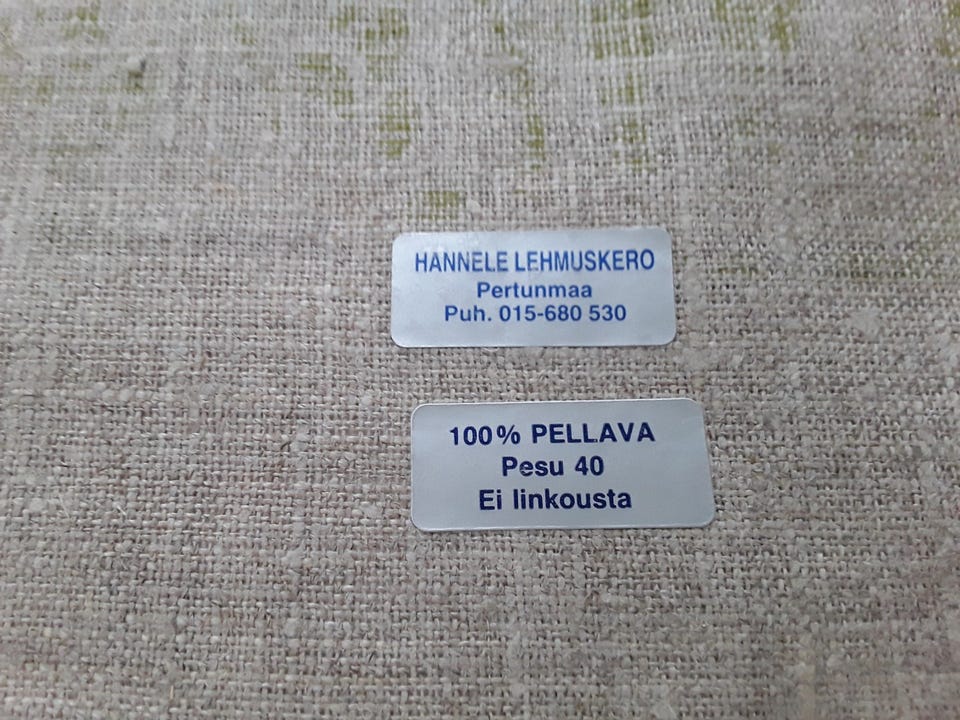 HANNELE LEHMUSKERO
Pertunmaa
Puh. 015-680 530
100% PELLAVA
Pesu 40
Ei linkousta